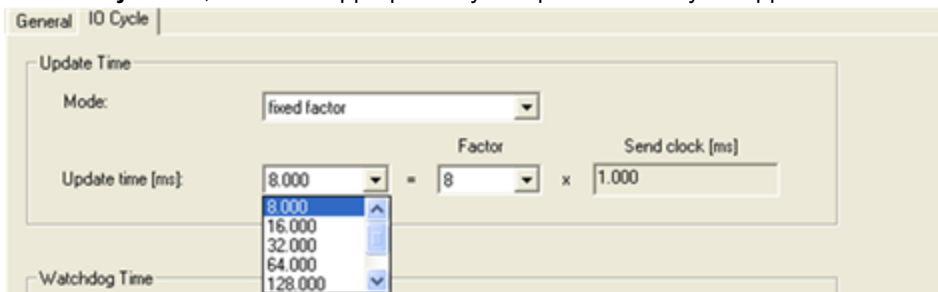 General IO Cycle
Update Time
Mode: fixed factor
Factor Send clock [ms]
Update time [ms]: 8.000 = 8 x 1.000
8.000
16.000
32.000
64.000
Watchdog Time 128.000